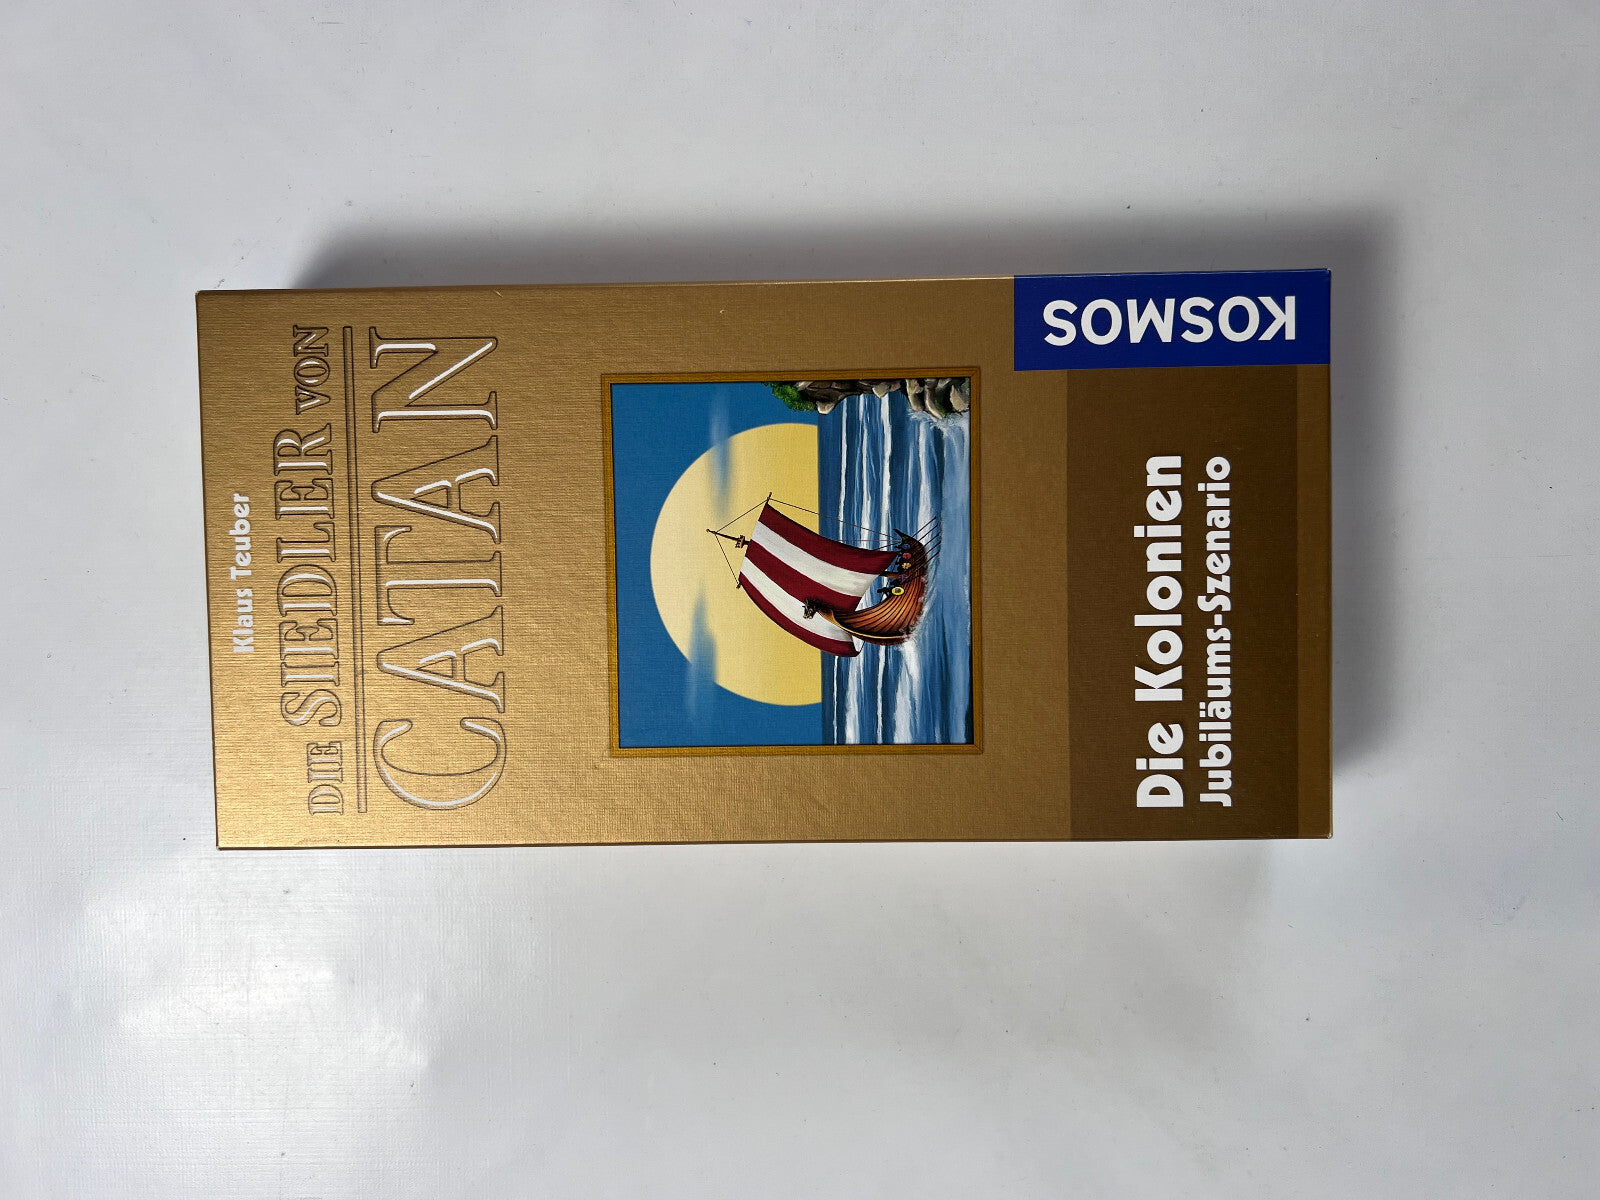 Klaus Teuber
DIE SIEDLER VON
CATAN
Die Kolonien
Jubiläums-Szenario
KOSMOS